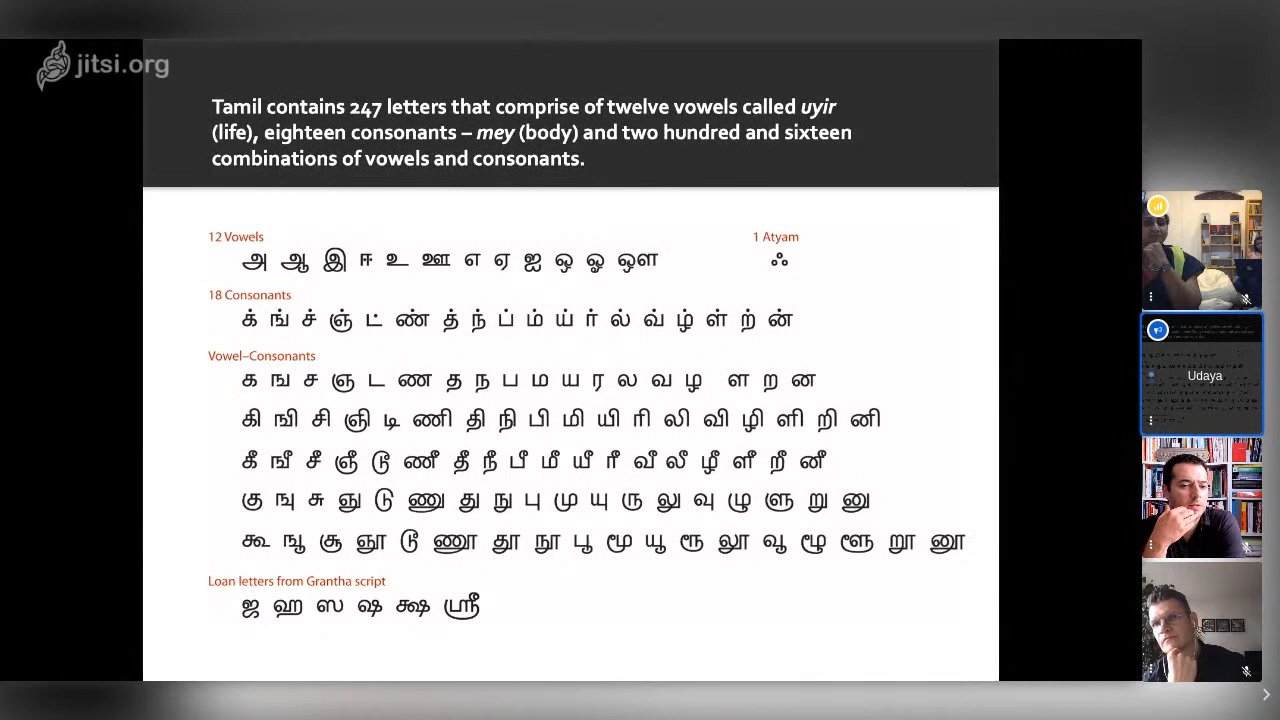 jitsi.org
Tamil contains 247 letters that comprise of twelve vowels called uyir
(life), eighteen consonants – mey (body) and two hundred and sixteen
combinations of vowels and consonants.
12 Vowels
அ ஆ இ ஈ உ ஊ எ ஏ ஐ ஒ ஓ ஔ
1 Atyam
ஃ
18 Consonants
க் ங் ச் ஞ் ட் ண் த் ந் ப் ம் ய் ர் ல் வ் ழ் ள் ற் ன்
Vowel–Consonants
க ங ச ஞ ட ண த ந ப ம ய ர ல வ ழ ள ற ன
கி ஙி சி ஞி டி ணி தி நி பி மி யி ரி லி வி ழி ளி றி னி
கீ ஙீ சீ ஞீ டூ ணீ தீ நீ பீ மீ யீ ரீ வீ லீ ழீ ளீ றீ னீ
கு ஙு சு ஞு டு ணு து நு பு மு யு ரு லு வு ழு ளு று னு
கூ ஙூ சூ ஞூ டூ ணூ தூ நூ பூ மூ யூ ரூ லூ வூ ழூ ளூ றூ னூ
Loan letters from Grantha script
ஜ ஹ ஸ ஷ க்ஷ ஸ்ரீ
Udaya